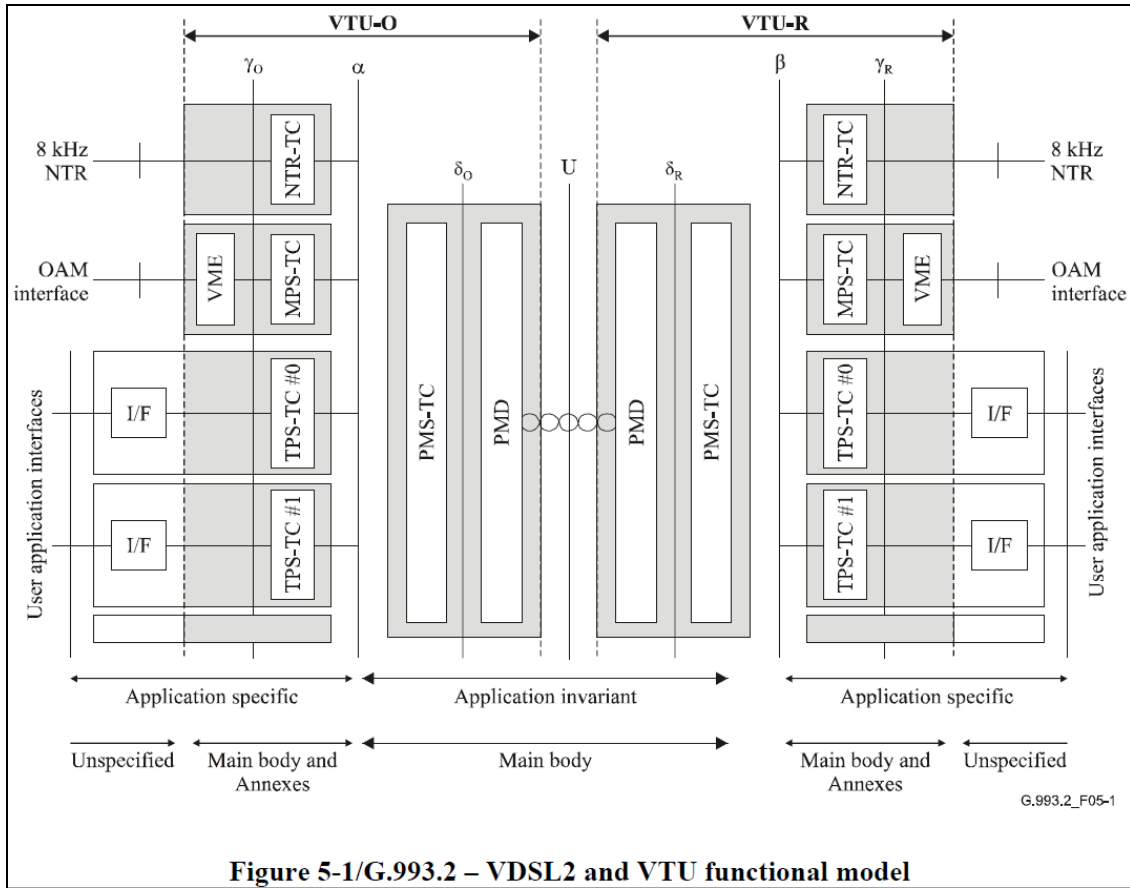 VTU-O VTU-R
γO α β γR
8 kHz
NTR
NTR-TC
δO U δR
NTR-TC
8 kHz
NTR
OAM
interface
VME
MPS-TC
MPS-TC
VME
OAM
interface
User application interfaces
I/F
TPS-TC #0
I/F
TPS-TC #1
PMS-TC
PMD
PMD
PMS-TC
TPS-TC #0
I/F
TPS-TC #1
I/F
User application interfaces
Application specific Application invariant Application specific
Unspecified Main body and
Annexes
Main body
Main body and
Annexes
Unspecified
G.993.2_F05-1
Figure 5-1/G.993.2 – VDSL2 and VTU functional model